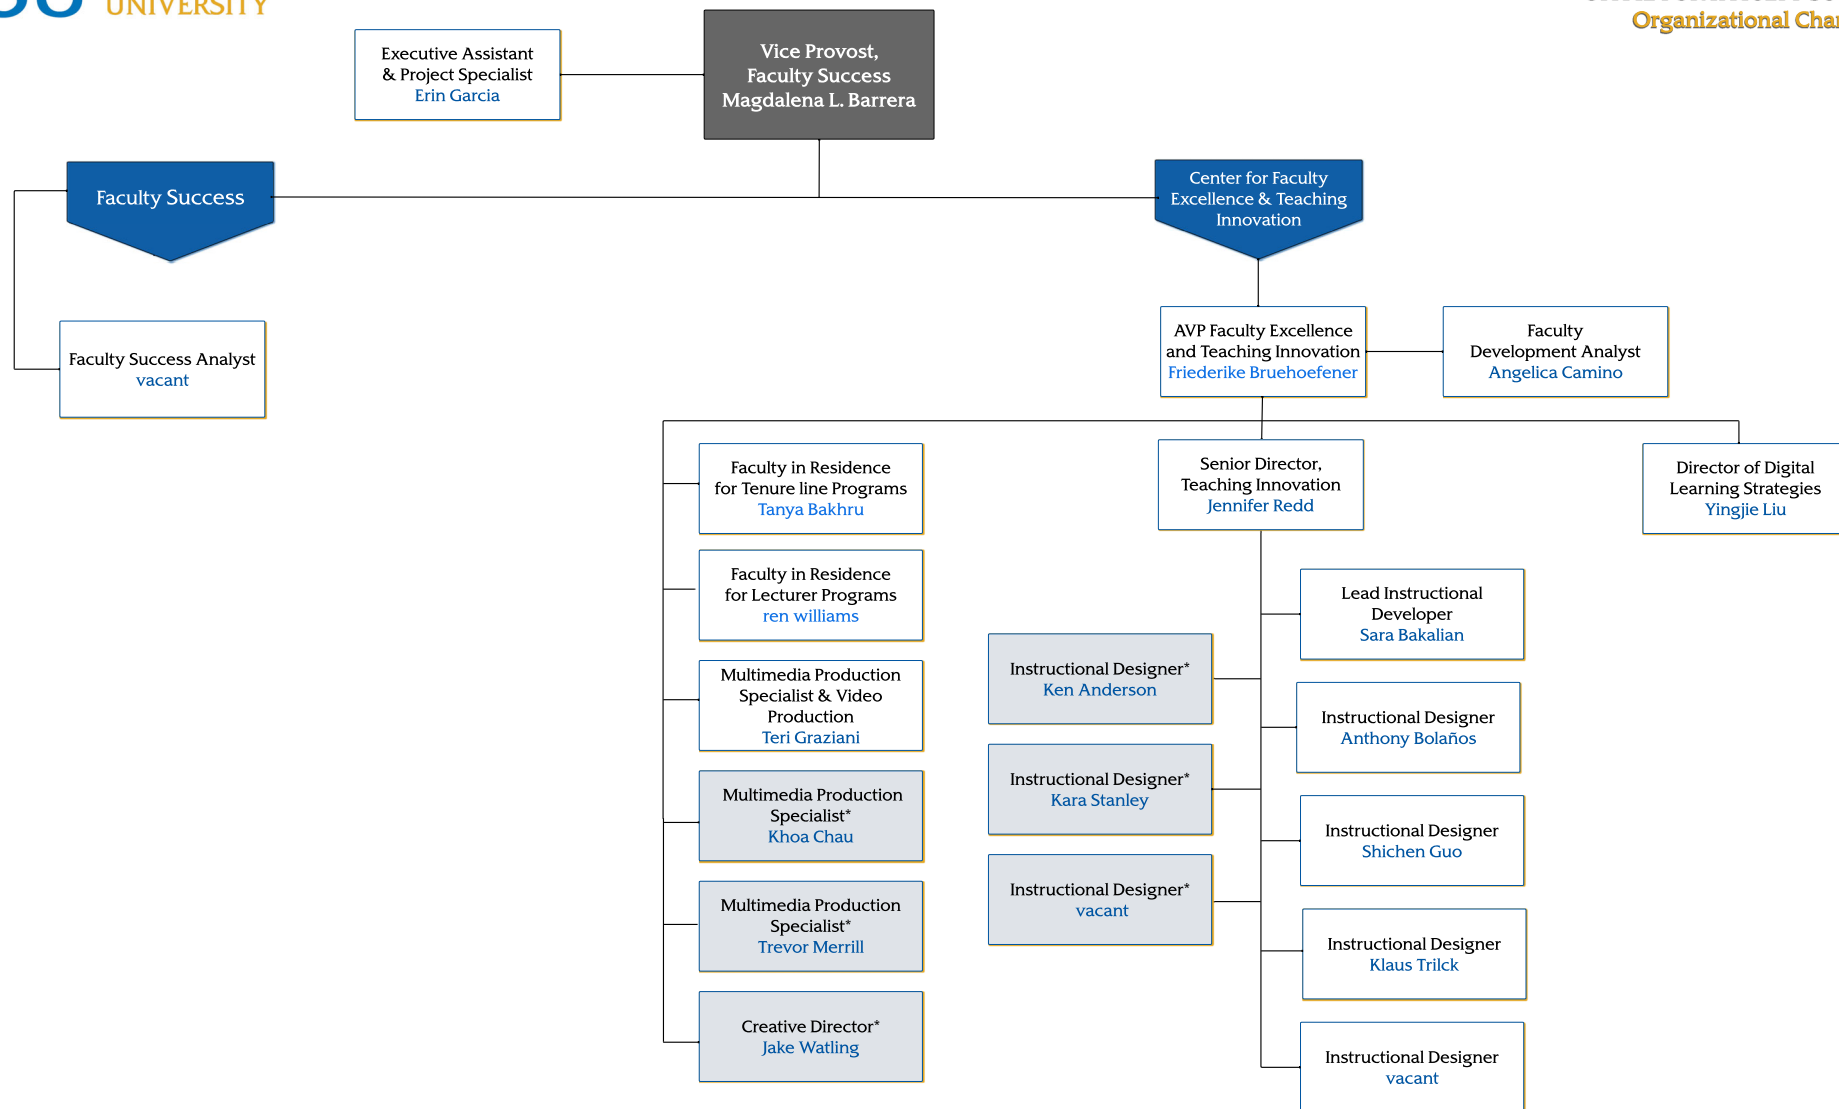 UNIVERSITY
Organizational Char
Executive Assistant
& Project Specialist
Erin Garcia
Vice Provost,
Faculty Success
Magdalena L. Barrera
Faculty Success
Center for Faculty
Excellence & Teaching
Innovation
Faculty Success Analyst
vacant
AVP Faculty Excellence
and Teaching Innovation
Friederike Bruehoefener
Faculty
Development Analyst
Angelica Camino
Faculty in Residence
for Tenure line Programs
Tanya Bakhru
Senior Director,
Teaching Innovation
Jennifer Redd
Director of Digital
Learning Strategies
Yingjie Liu
Faculty in Residence
for Lecturer Programs
ren williams
Multimedia Production
Specialist & Video
Production
Teri Graziani
Multimedia Production
Specialist*
Khoa Chau
Multimedia Production
Specialist*
Trevor Merrill
Creative Director*
Jake Watling
Instructional Designer*
Ken Anderson
Instructional Designer*
Kara Stanley
Instructional Designer*
vacant
Lead Instructional
Developer
Sara Bakalian
Instructional Designer
Anthony Bolaños
Instructional Designer
Shichen Guo
Instructional Designer
Klaus Trilck
Instructional Designer
vacant